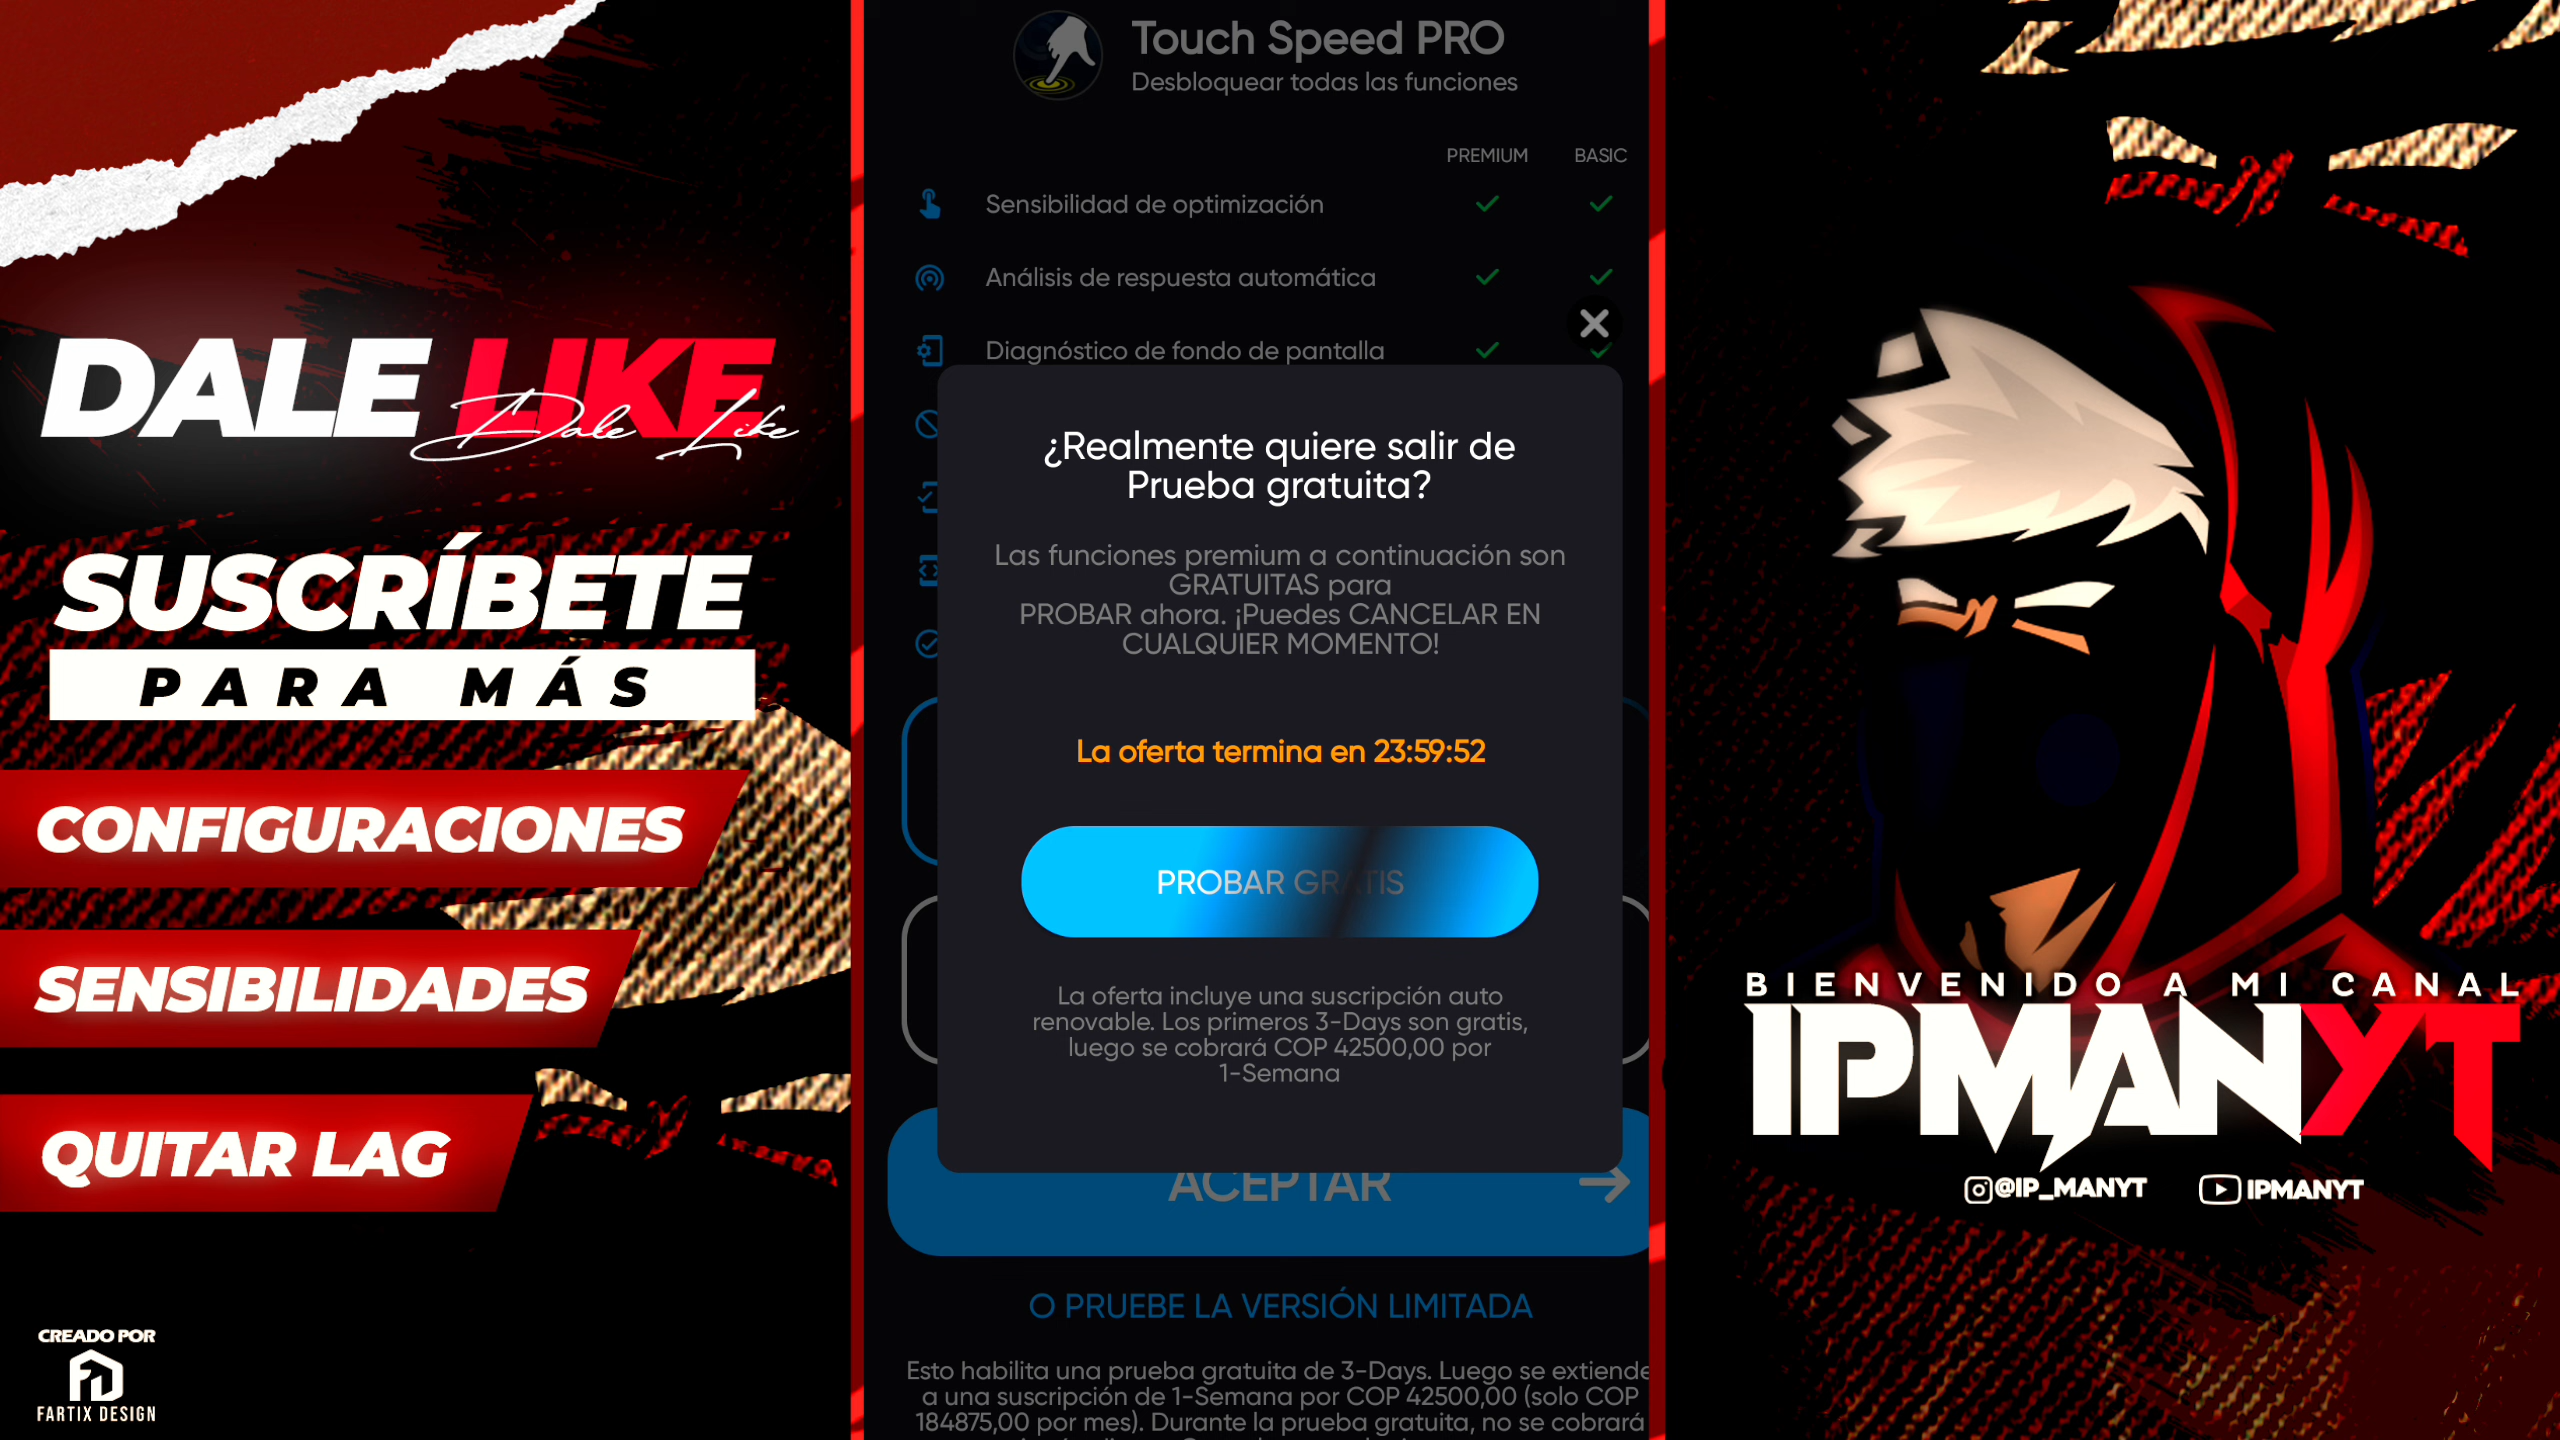 DALE LIKE
Dale Like
SUSCRÍBETE
PARA MÁS
CONFIGURACIONES
SENSIBILIDADES
QUITAR LAG
CREADO POR
FARTIX DESIGN
Touch Speed PRO
Desbloquear todas las funciones
PREMIUM BASIC
Sensibilidad de optimización
Análisis de respuesta automática
Diagnóstico de fondo de pantalla
¿Realmente quiere salir de
Prueba gratuita?
Las funciones premium a continuación son
GRATUITAS para
PROBAR ahora. ¡Puedes CANCELAR EN
CUALQUIER MOMENTO!
La oferta termina en 23:59:52
PROBAR GRATIS
La oferta incluye una suscripción auto
renovable. Los primeros 3-Days son gratis,
luego se cobrará COP 42500,00 por
1-Semana
ACEPTAR
O PRUEBE LA VERSIÓN LIMITADA
Esto habilita una prueba gratuita de 3-Days. Luego se extiende
a una suscripción de 1-Semana por COP 42500,00 (solo COP
184875,00 por mes). Durante la prueba gratuita, no se cobrará
BIENVENIDO A MI CANAL
IPMANYT
@IP_MANYT IPMANYT